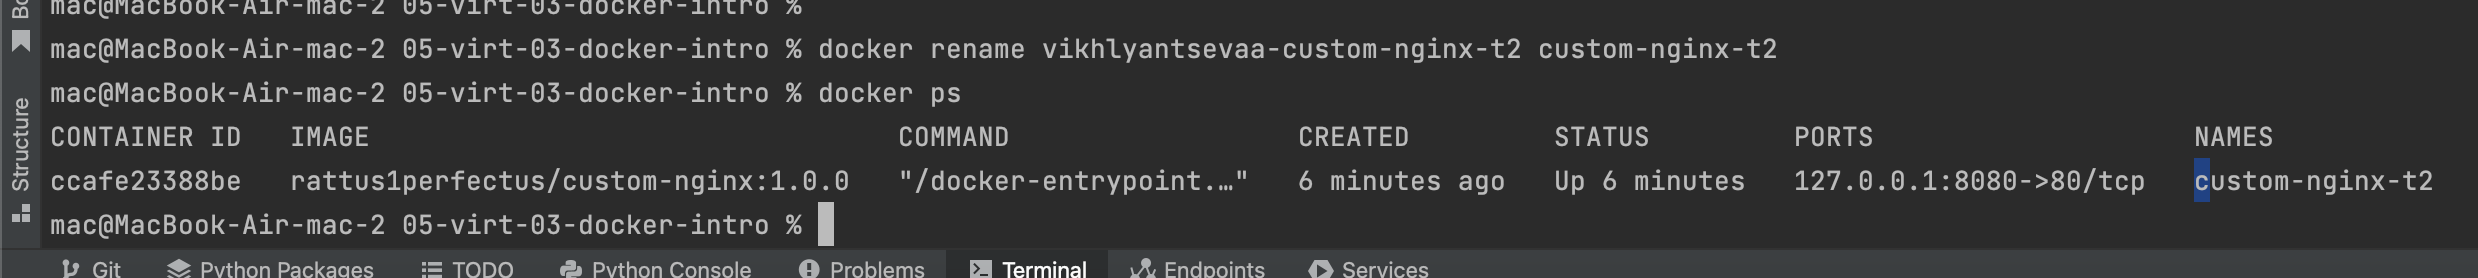 mac@MacBook-Air-mac-2 05-virt-03-docker-intro %
mac@MacBook-Air-mac-2 05-virt-03-docker-intro % docker rename vikhlyantsevaa-custom-nginx-t2 custom-nginx-t2
mac@MacBook-Air-mac-2 05-virt-03-docker-intro % docker ps
CONTAINER ID IMAGE COMMAND CREATED STATUS PORTS NAMES
ccafe23388be rattus1perfectus/custom-nginx:1.0.0 "/docker-entrypoint.…" 6 minutes ago Up 6 minutes 127.0.0.1:8080->80/tcp custom-nginx-t2
mac@MacBook-Air-mac-2 05-virt-03-docker-intro %
Structure
Git Python Packages TODO Python Console Problems Terminal Endpoints Services